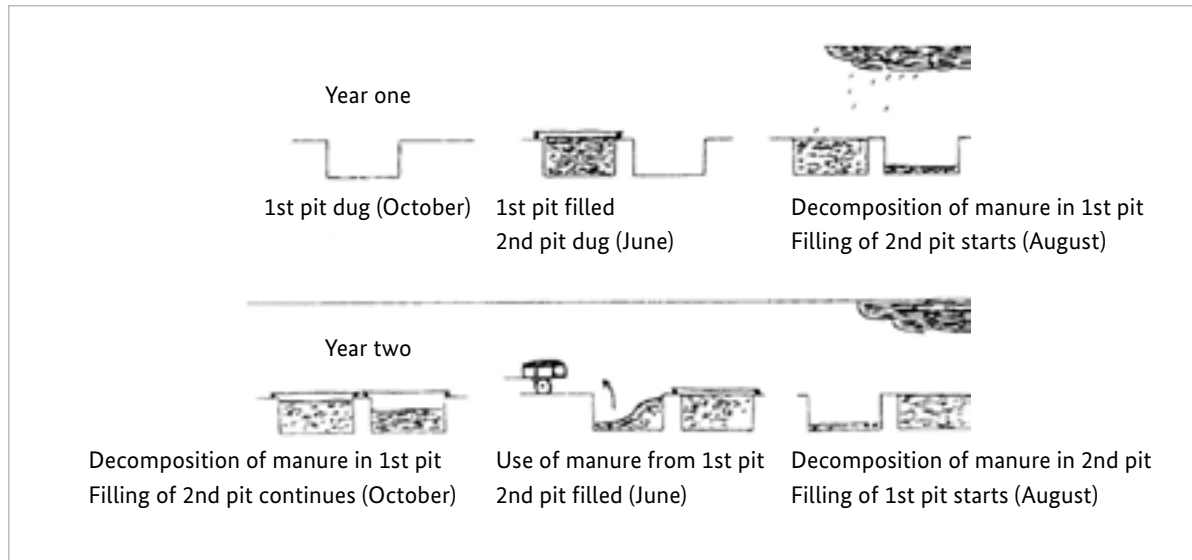 Year one
1st pit dug (October)
1st pit filled
2nd pit dug (June)
Decomposition of manure in 1st pit
Filling of 2nd pit starts (August)
Year two
Decomposition of manure in 1st pit
Filling of 2nd pit continues (October)
Use of manure from 1st pit
2nd pit filled (June)
Decomposition of manure in 2nd pit
Filling of 1st pit starts (August)